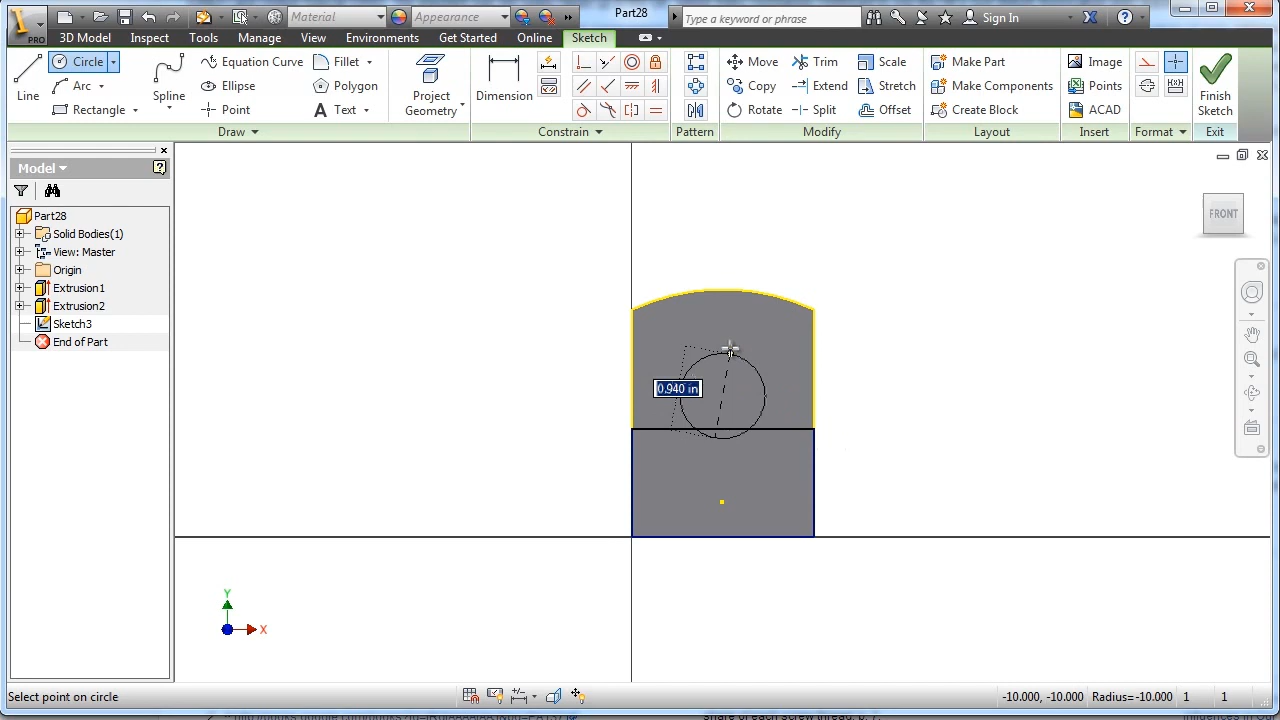 Material
Appearance
Part28
Type a keyword or phrase
Sign In
PRO
3D Model
Inspect
Tools
Manage
View
Environments
Get Started
Online
Sketch
Line
Circle
Arc
Rectangle
Spline
Equation Curve
Ellipse
Point
Fillet
Polygon
A Text
Project
Geometry
Dimension
Move
Copy
Rotate
Trim
Extend
Split
Scale
Stretch
Offset
Make Part
Make Components
Create Block
Image
Points
ACAD
Finish
Sketch
Draw
Constrain
Pattern
Modify
Layout
Insert
Format
Exit
Model
Part28
Solid Bodies(1)
View: Master
Origin
Extrusion1
Extrusion2
Sketch3
End of Part
FRONT
0.940 in
Y
X
Select point on circle
-10.000, -10.000
Radius=-10.000
1
1